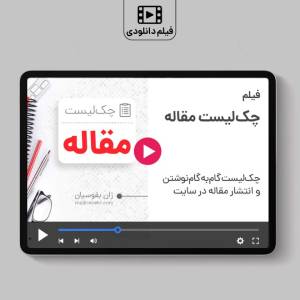 فیلم دانلودی
فیلم
چک‌لیست مقاله
چک‌لیست گام‌به‌گام نوشتن
و انتشار مقاله در سایت
چک‌لیست
مقاله
ژان بقوسیان